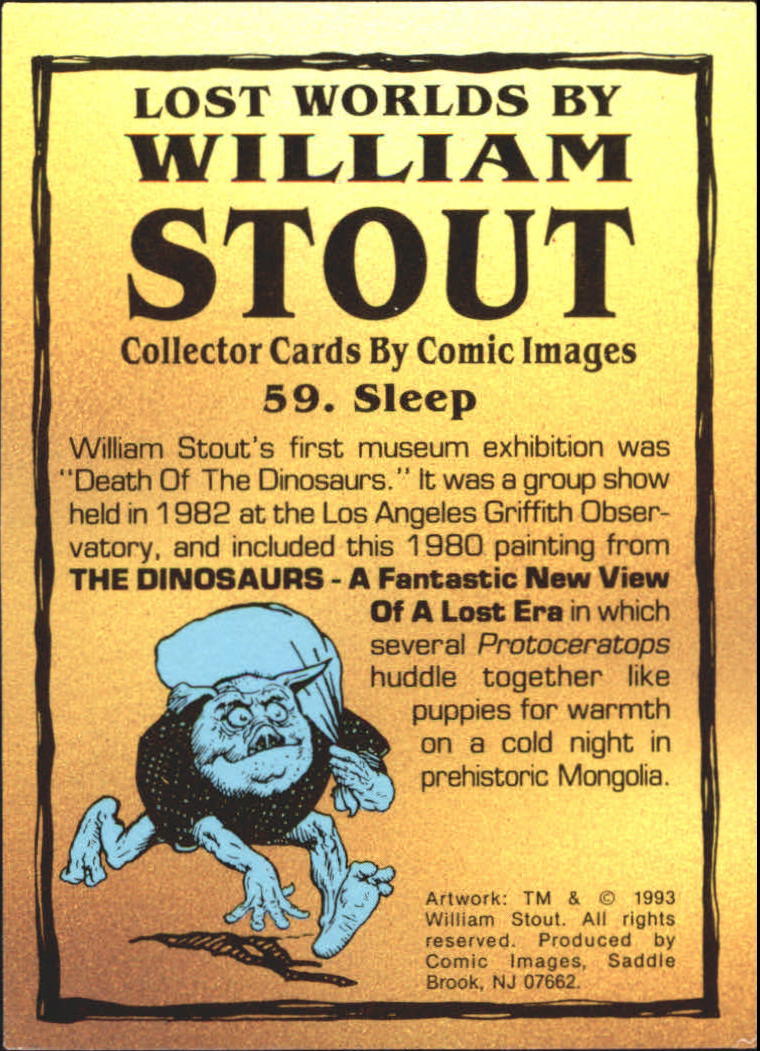 LOST WORLDS BY
WILLIAM
STOUT
Collector Cards By Comic Images
59. Sleep
William Stout's first museum exhibition was
"Death Of The Dinosaurs." It was a group show
held in 1982 at the Los Angeles Griffith Obser-
vatory, and included this 1980 painting from
THE DINOSAURS - A Fantastic New View
Of A Lost Era in which
several Protoceratops
huddle together like
puppies for warmth
on a cold night in
prehistoric Mongolia.
Artwork: TM & © 1993
William Stout. All rights
reserved. Produced by
Comic Images, Saddle
Brook, NJ 07662.